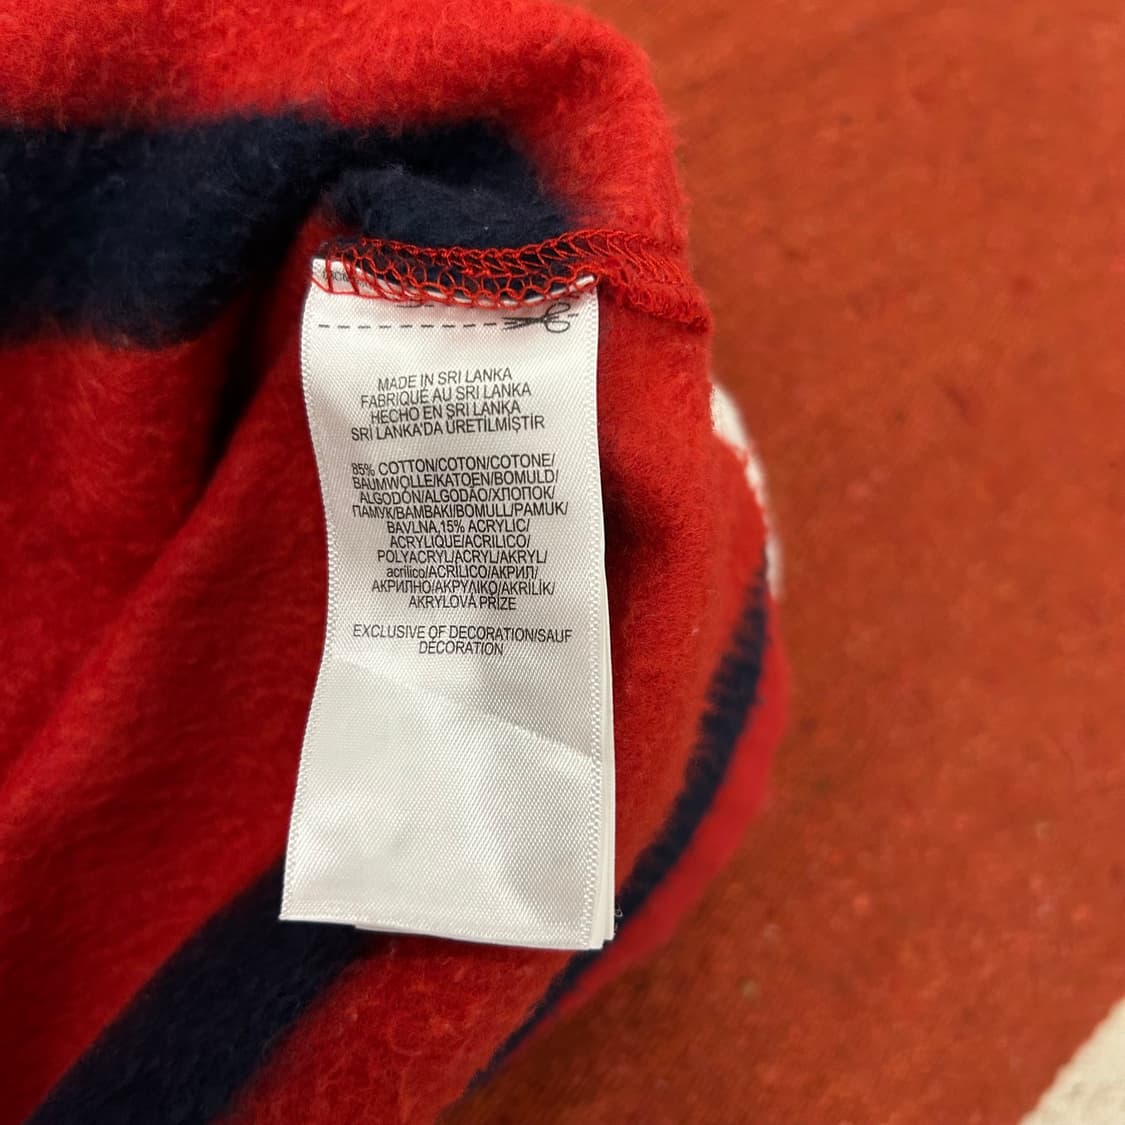 MADE IN SRI LANKA
FABRIQUÉ AU SRI LANKA
HECHO EN SRI LANKA
SRİ LANKA'DA ÜRETİLMİŞTİR
85% COTTON/COTON/COTONE/
BAUMWOLLE/KATOEN/BOMULD/
ALGODÓN/ALGODÃO/ХЛОПОК/
ПАМУК/BAMBAKI/BOMULL/PAMUK/
BAVLNA,15% ACRYLIC/
ACRYLIQUE/ACRILICO/
POLYACRYL/ACRYL/AKRYL/
acrílico/ACRÍLICO/АКРИЛ/
АКРИЛНО/ΑΚΡΥΛΙΚΟ/AKRİLİK/
AKRYLOVÁ PŘÍZE
EXCLUSIVE OF DECORATION/SAUF
DÉCORATION